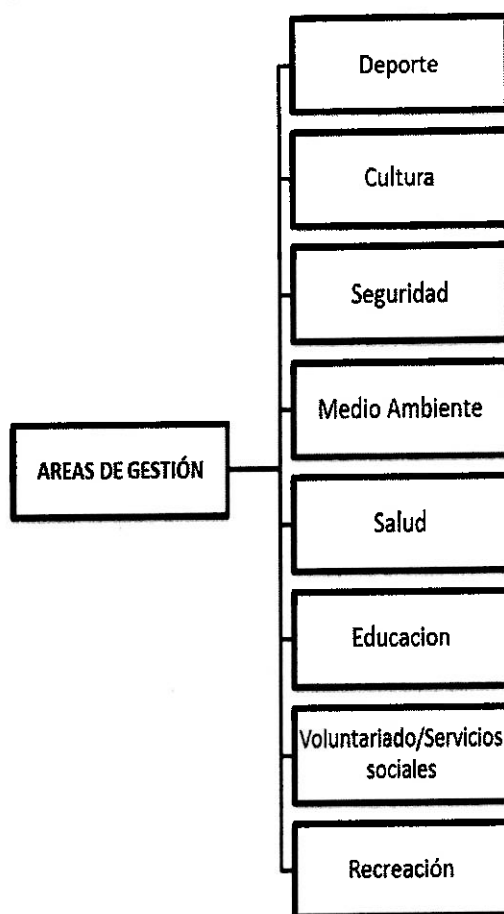 Deporte
Cultura
Seguridad
Medio Ambiente
AREAS DE GESTIÓN
Salud
Educacion
Voluntariado/Servicios
sociales
Recreación